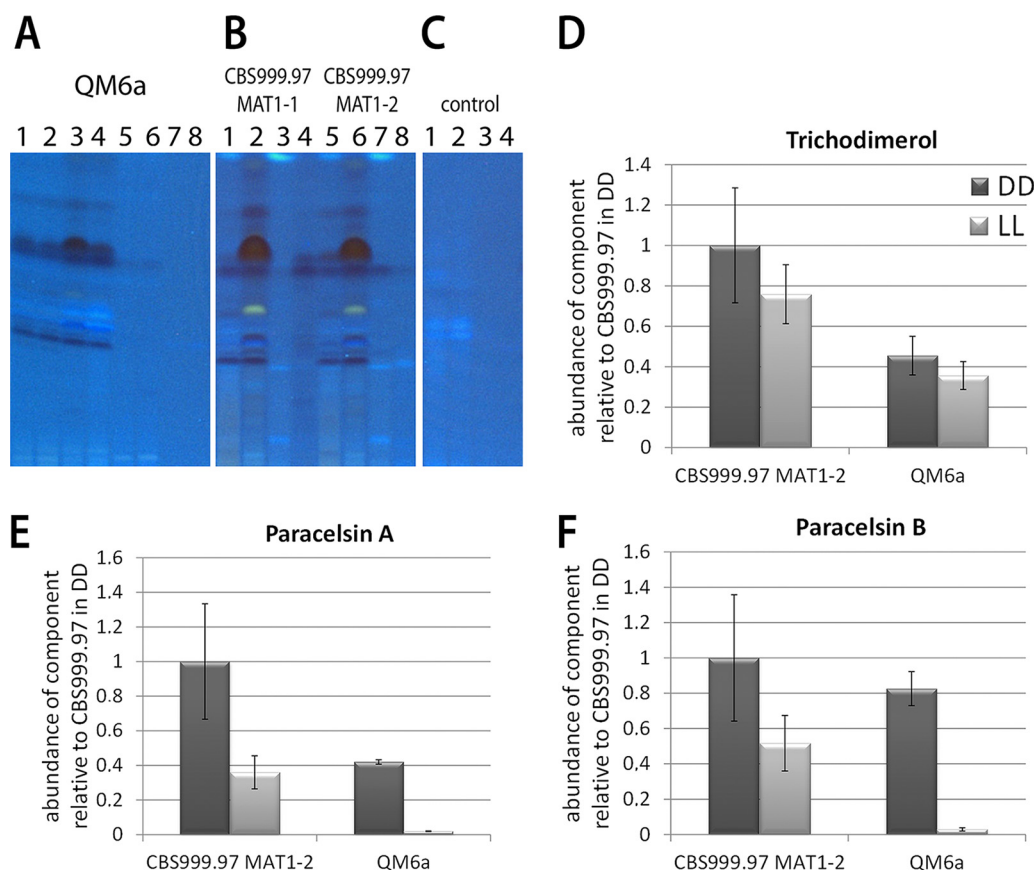 A
QM6a
1 2 3 4 5 6 7 8
B
CBS999.97 CBS999.97
MAT1-1 MAT1-2
1 2 3 4 5 6 7 8
C
control
1 2 3 4
D
Trichodimerol
abundance of component
relative to CBS999.97 in DD
1.4
1.2
1
0.8
0.6
0.4
0.2
0
DD
LL
CBS999.97 MAT1-2 QM6a
E
Paracelsin A
abundance of component
relative to CBS999.97 in DD
1.6
1.4
1.2
1
0.8
0.6
0.4
0.2
0
CBS999.97 MAT1-2 QM6a
F
Paracelsin B
abundance of component
relative to CBS999.97 in DD
1.6
1.4
1.2
1
0.8
0.6
0.4
0.2
0
CBS999.97 MAT1-2 QM6a